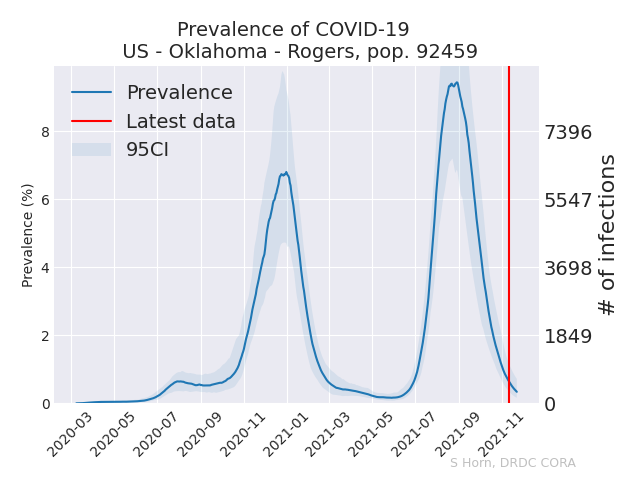 Prevalence of COVID-19
US - Oklahoma - Rogers, pop. 92459
Prevalence
Latest data
95CI
Prevalence (%)
8
6
4
2
0
7396
5547
3698
1849
0
# of infections
2020-03
2020-05
2020-07
2020-09
2020-11
2021-01
2021-03
2021-05
2021-07
2021-09
2021-11
S Horn, DRDC CORA